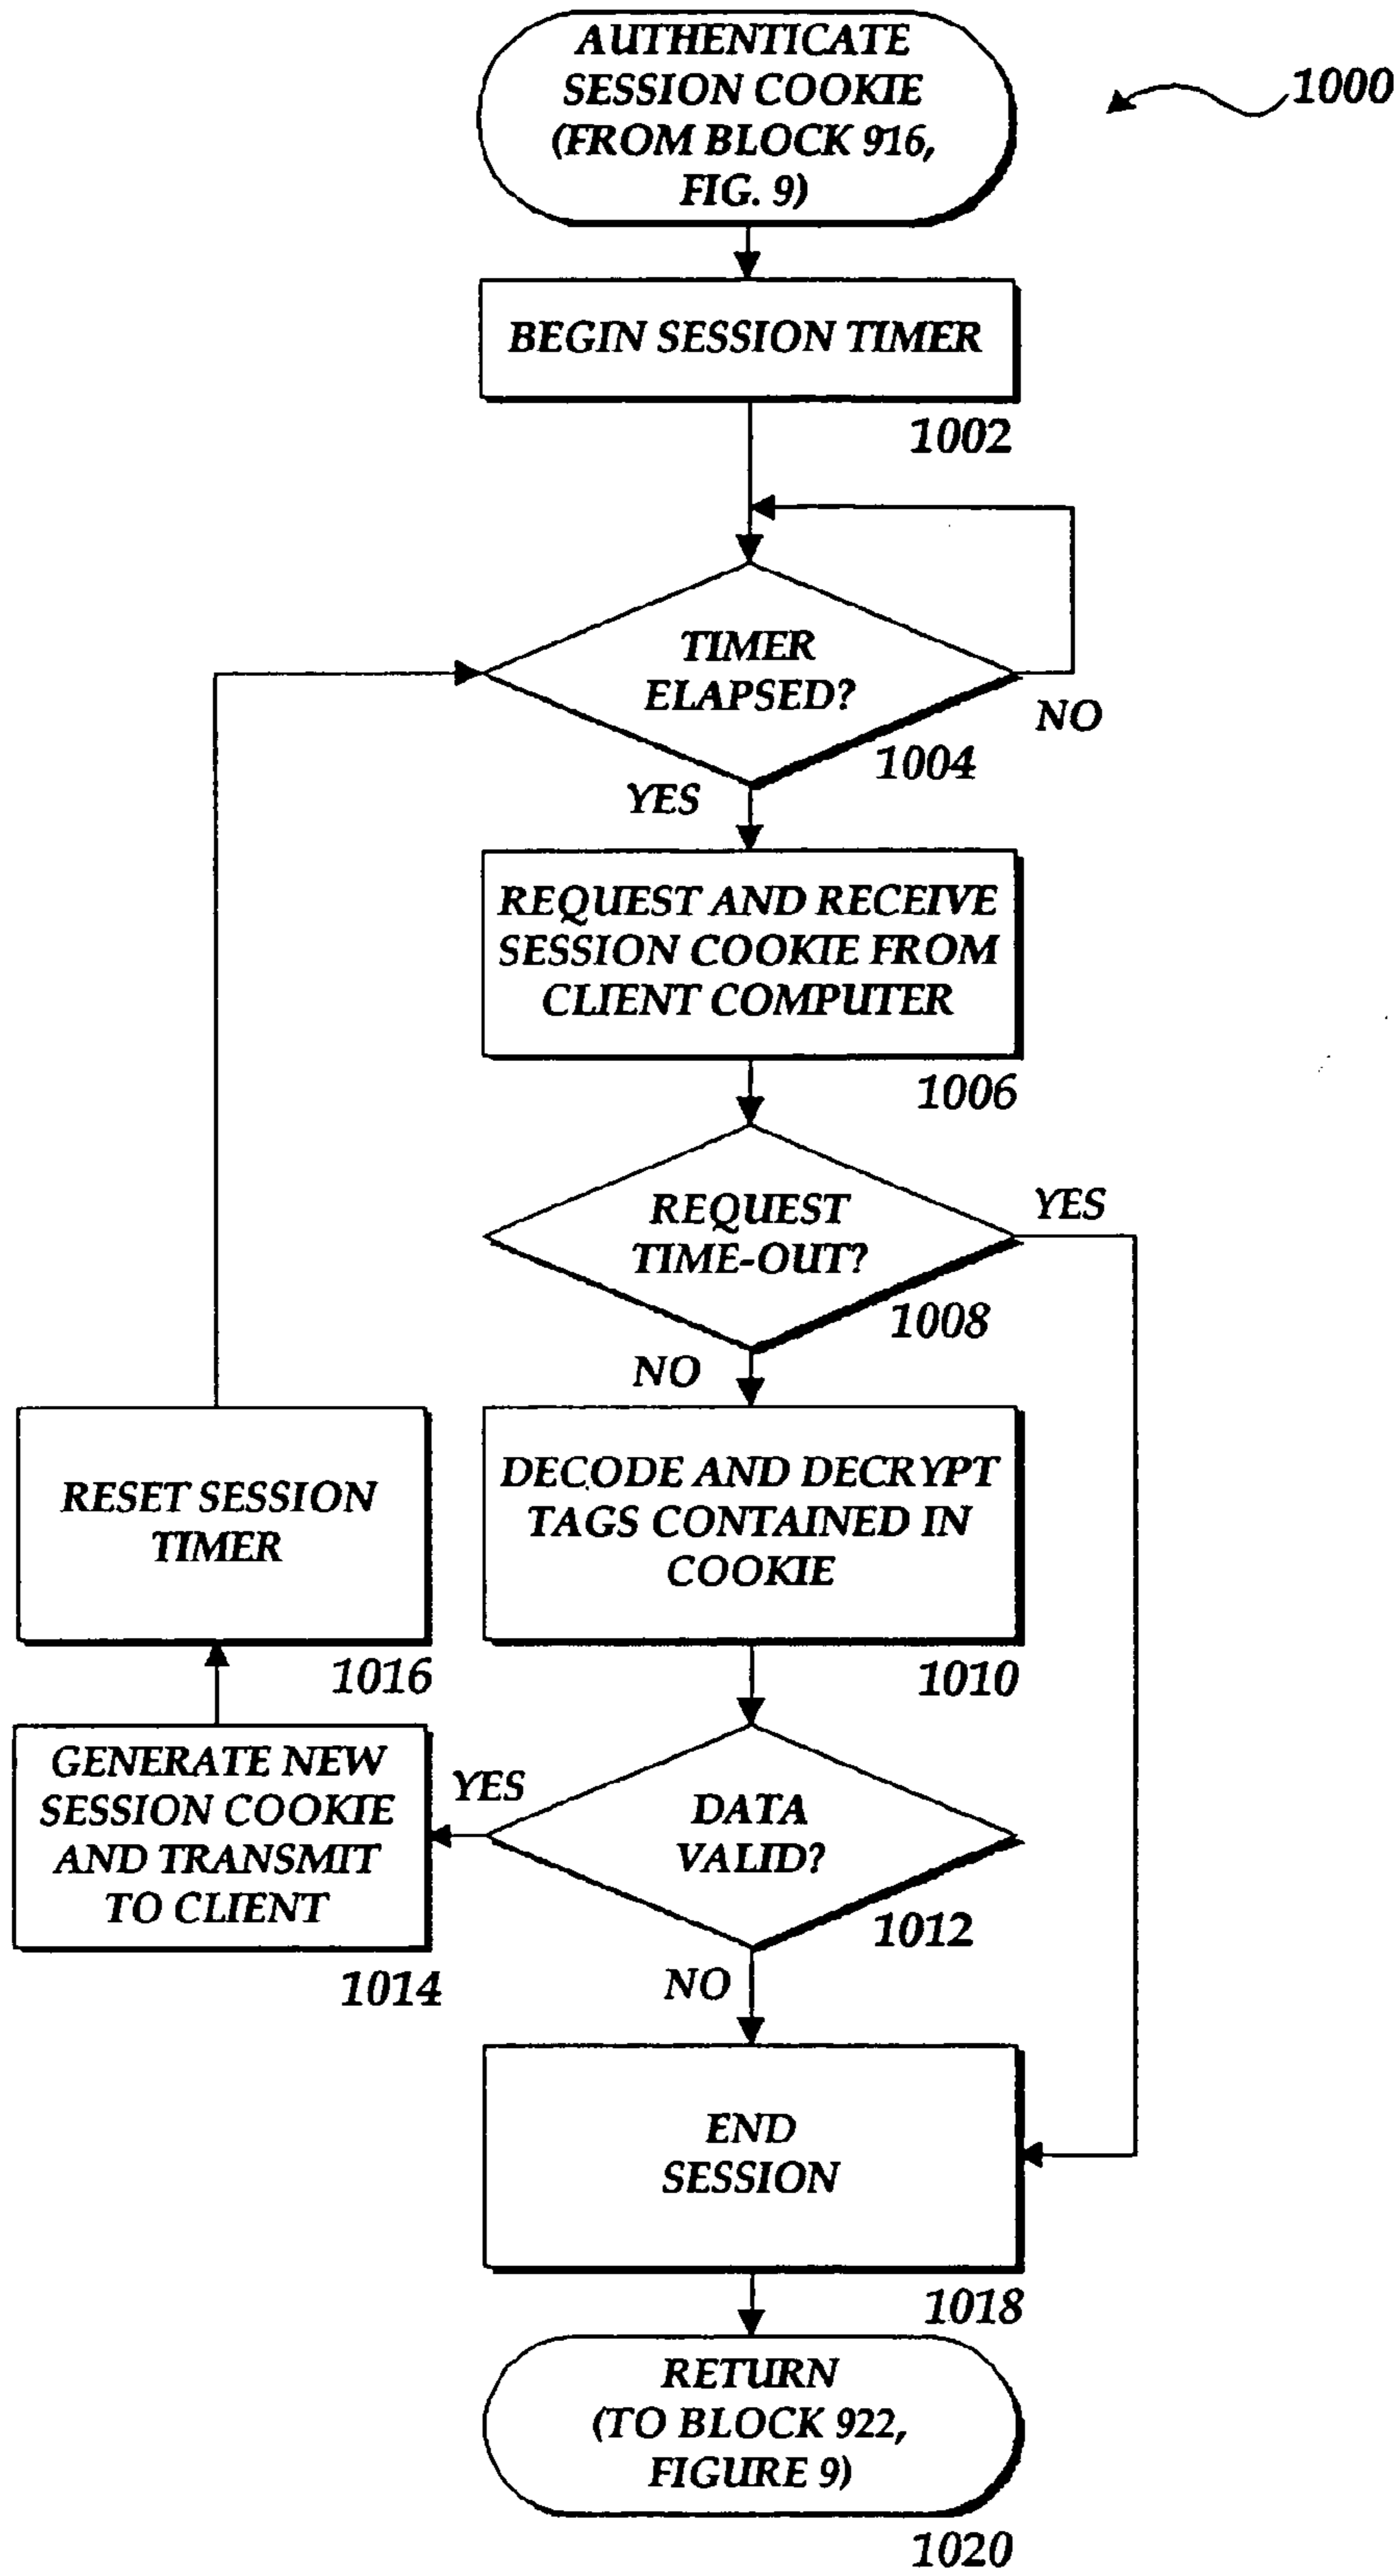 AUTHENTICATE
SESSION COOKIE
(FROM BLOCK 916,
FIG. 9)
1000
BEGIN SESSION TIMER
1002
TIMER
ELAPSED?
NO
1004
YES
REQUEST AND RECEIVE
SESSION COOKIE FROM
CLIENT COMPUTER
1006
REQUEST
TIME-OUT?
YES
1008
NO
DECODE AND DECRYPT
TAGS CONTAINED IN
COOKIE
1010
RESET SESSION
TIMER
1016
GENERATE NEW
SESSION COOKIE
AND TRANSMIT
TO CLIENT
1014
YES
DATA
VALID?
1012
NO
END
SESSION
1018
RETURN
(TO BLOCK 922,
FIGURE 9)
1020